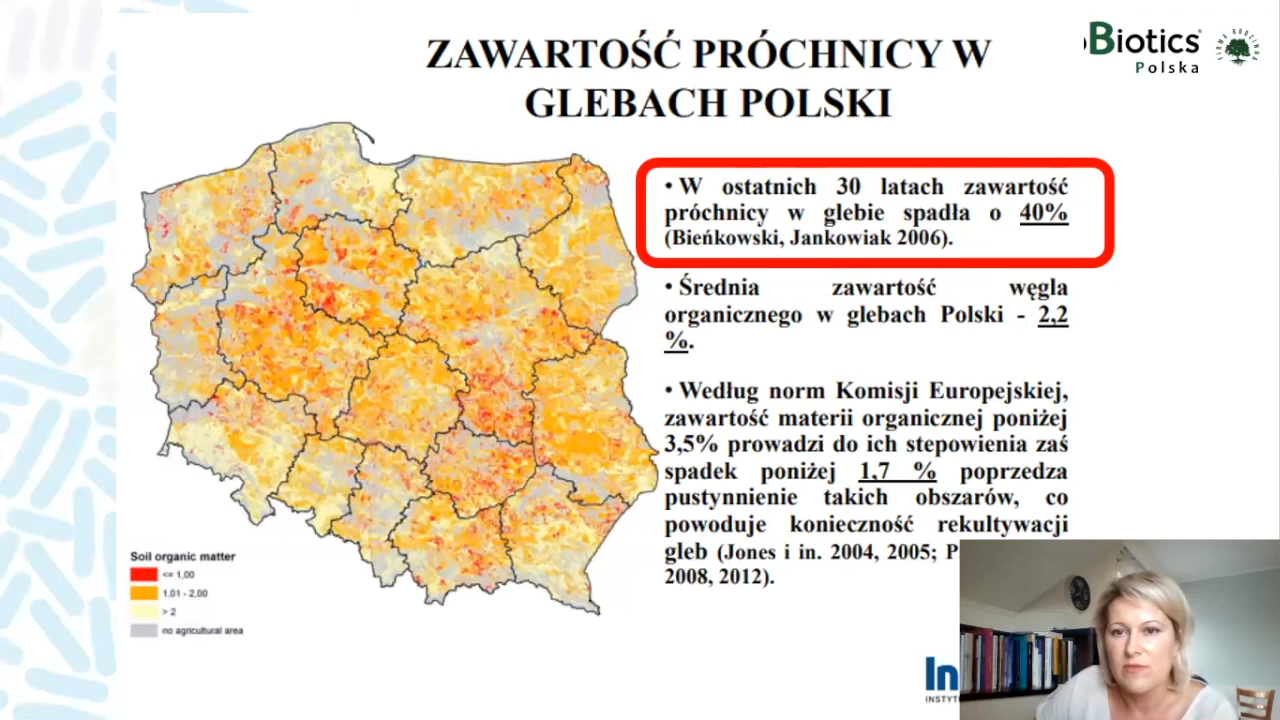 ZAWARTOŚĆ PRÓCHNICY W
GLEBACH POLSKI
Biotics
Polska
• W ostatnich 30 latach zawartość
próchnicy w glebie spadła o 40%
(Bieńkowski, Jankowiak 2006).
• Średnia zawartość węgla
organicznego w glebach Polski - 2,2
%.
• Według norm Komisji Europejskiej,
zawartość materii organicznej poniżej
3,5% prowadzi do ich stepowienia zaś
spadek poniżej 1,7 % poprzedza
pustynnienie takich obszarów, co
powoduje konieczność rekultywacji
gleb (Jones i in. 2004, 2005; P
2008, 2012).
Soil organic matter
<= 1,00
1,01 - 2,00
> 2
no agricultural area
In
INSTYT